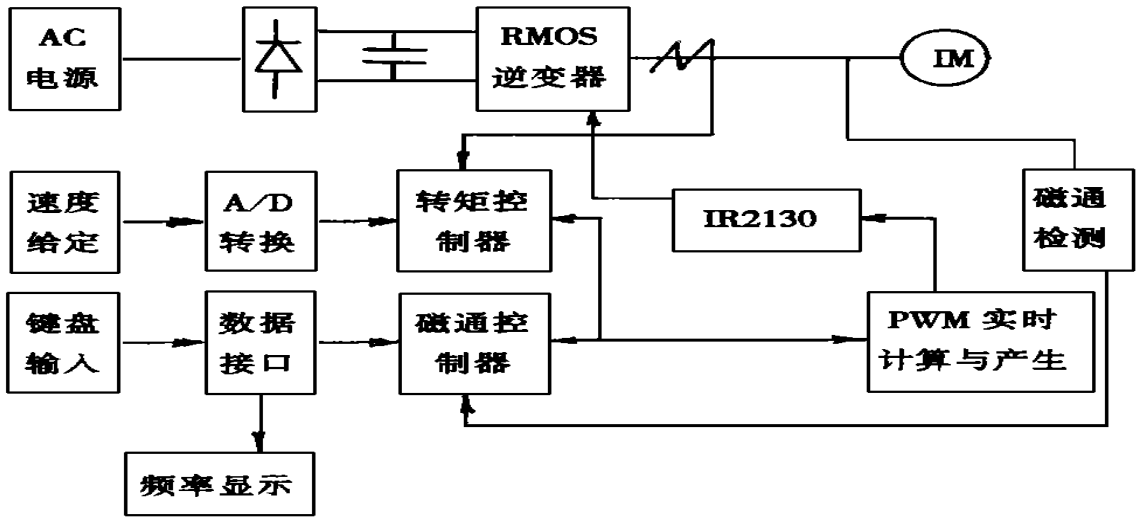 AC
电源
RMOS
逆变器
IM
速度
给定
A/D
转换
转矩控
制器
IR2130
磁通
检测
键盘
输入
数据
接口
磁通控
制器
PWM 实时
计算与产生
频率显示